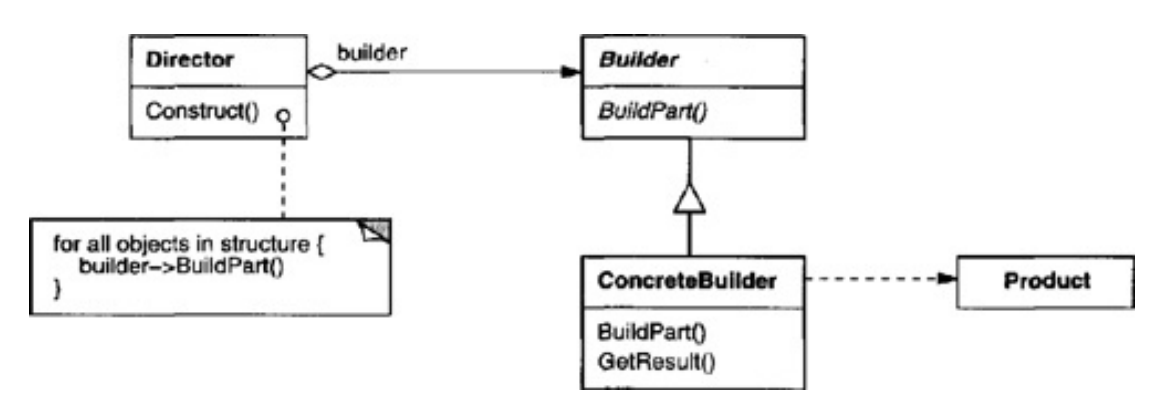 Director
builder
Builder
Construct()
BuildPart()
for all objects in structure {
builder->BuildPart()
}
ConcreteBuilder
Product
BuildPart()
GetResult()